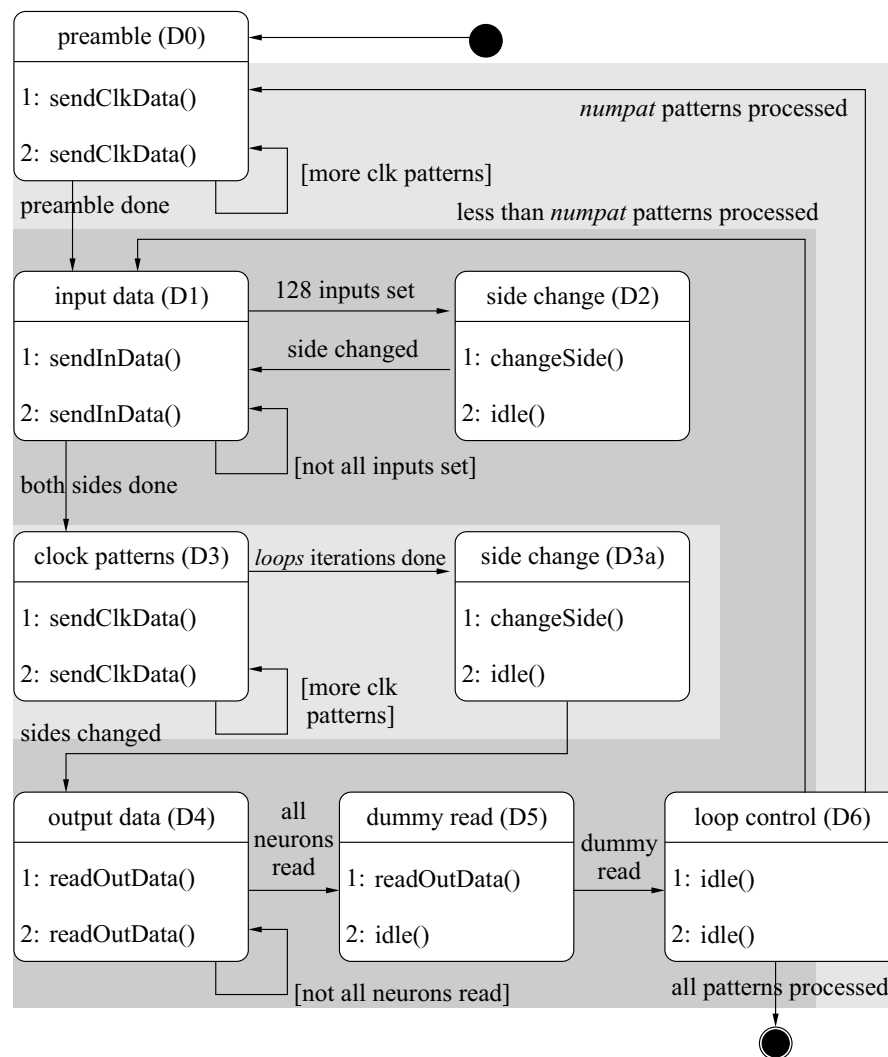 preamble (D0)
1: sendClkData()
numpat patterns processed
2: sendClkData()
[more clk patterns]
preamble done
less than numpat patterns processed
input data (D1)
128 inputs set
side change (D2)
1: sendInData()
side changed
1: changeSide()
2: sendInData()
2: idle()
[not all inputs set]
both sides done
clock patterns (D3)
loops iterations done
side change (D3a)
1: sendClkData()
1: changeSide()
2: sendClkData()
2: idle()
[more clk
patterns]
sides changed
output data (D4)
all
neurons
read
dummy read (D5)
dummy
read
loop control (D6)
1: readOutData()
1: readOutData()
1: idle()
2: readOutData()
2: idle()
2: idle()
[not all neurons read]
all patterns processed